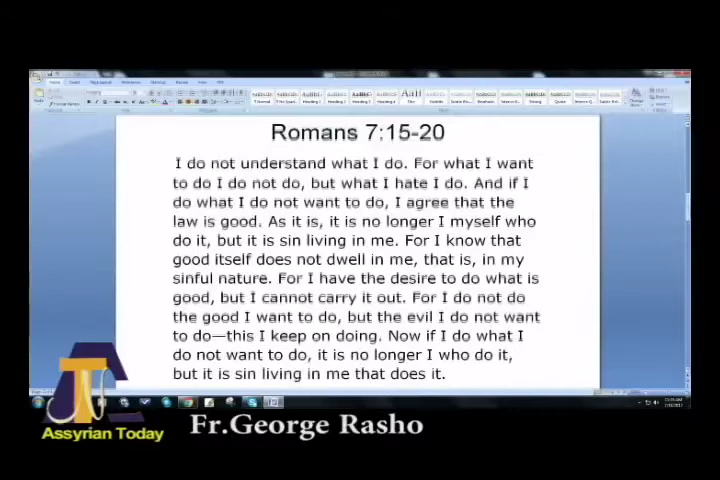 Romans 7:15-20
I do not understand what I do. For what I want
to do I do not do, but what I hate I do. And if I
do what I do not want to do, I agree that the
law is good. As it is, it is no longer I myself who
do it, but it is sin living in me. For I know that
good itself does not dwell in me, that is, in my
sinful nature. For I have the desire to do what is
good, but I cannot carry it out. For I do not do
the good I want to do, but the evil I do not want
to do—this I keep on doing. Now if I do what I
do not want to do, it is no longer I who do it,
but it is sin living in me that does it.
Assyrian Today
Fr.George Rasho